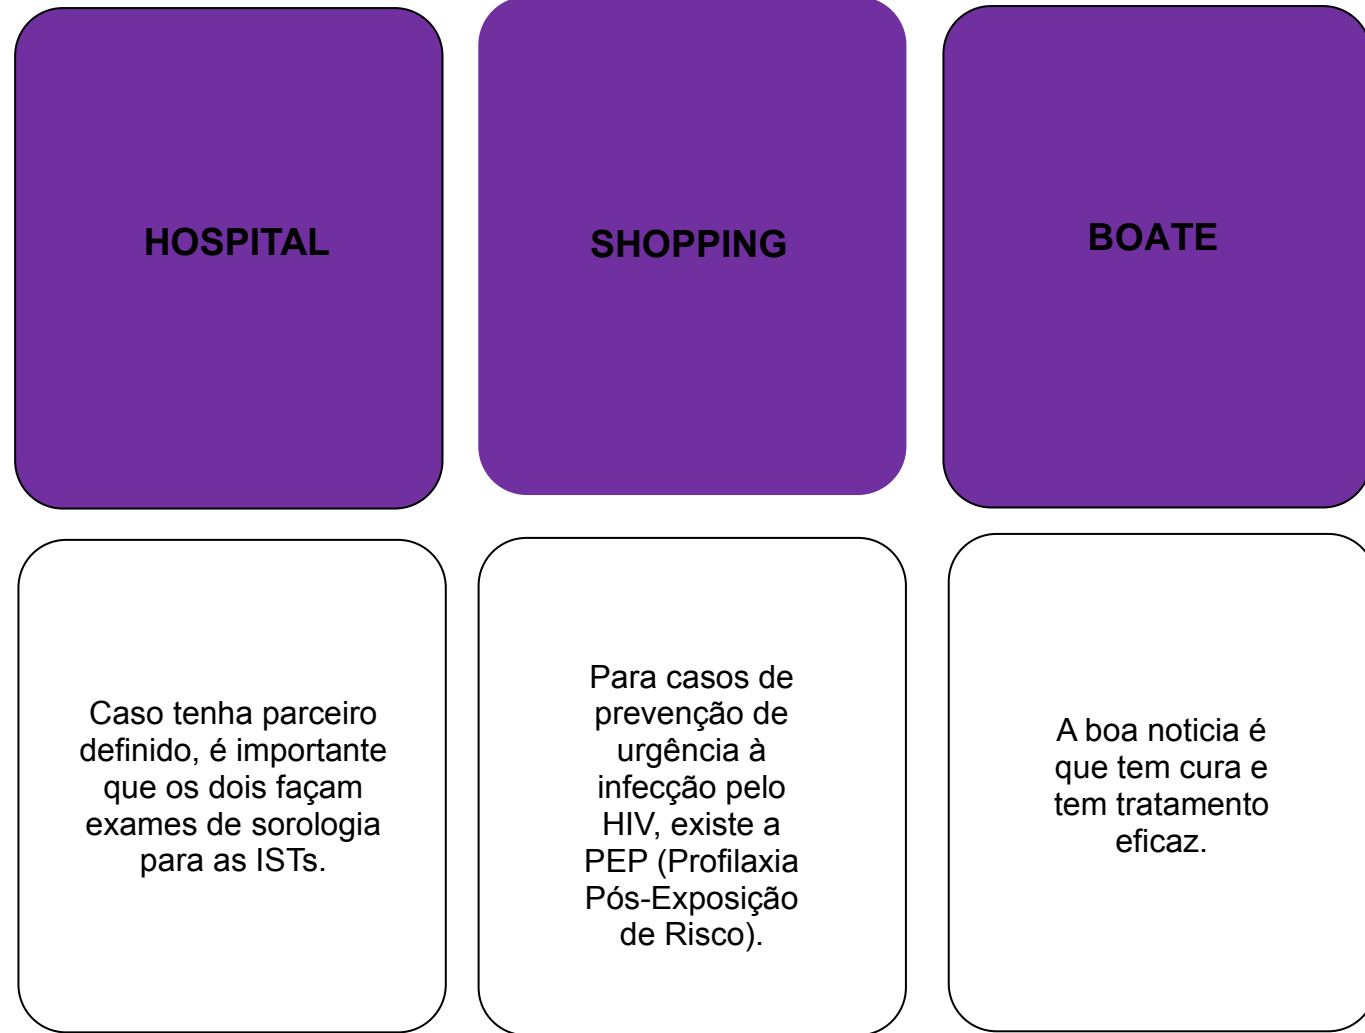 HOSPITAL
SHOPPING
BOATE
Caso tenha parceiro
definido, é importante
que os dois façam
exames de sorologia
para as ISTs.
Para casos de
prevenção de
urgência à
infecção pelo
HIV, existe a
PEP (Profilaxia
Pós-Exposição
de Risco).
A boa noticia é
que tem cura e
tem tratamento
eficaz.